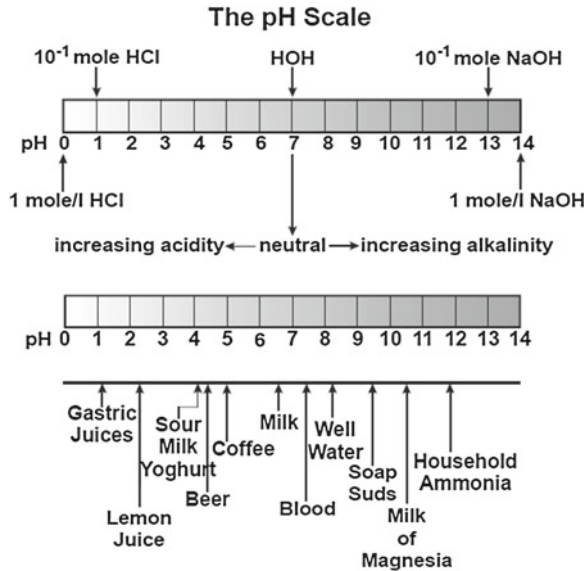 The pH Scale
10⁻¹ mole HCl HOH 10⁻¹ mole NaOH
pH 0 1 2 3 4 5 6 7 8 9 10 11 12 13 14
1 mole/l HCl 1 mole/l NaOH
increasing acidity neutral increasing alkalinity
pH 0 1 2 3 4 5 6 7 8 9 10 11 12 13 14
Gastric
Juices
Lemon
Juice
Sour
Milk
Yoghurt
Beer
Coffee
Milk
Blood
Well
Water
Soap
Suds
Milk
of
Magnesia
Household
Ammonia